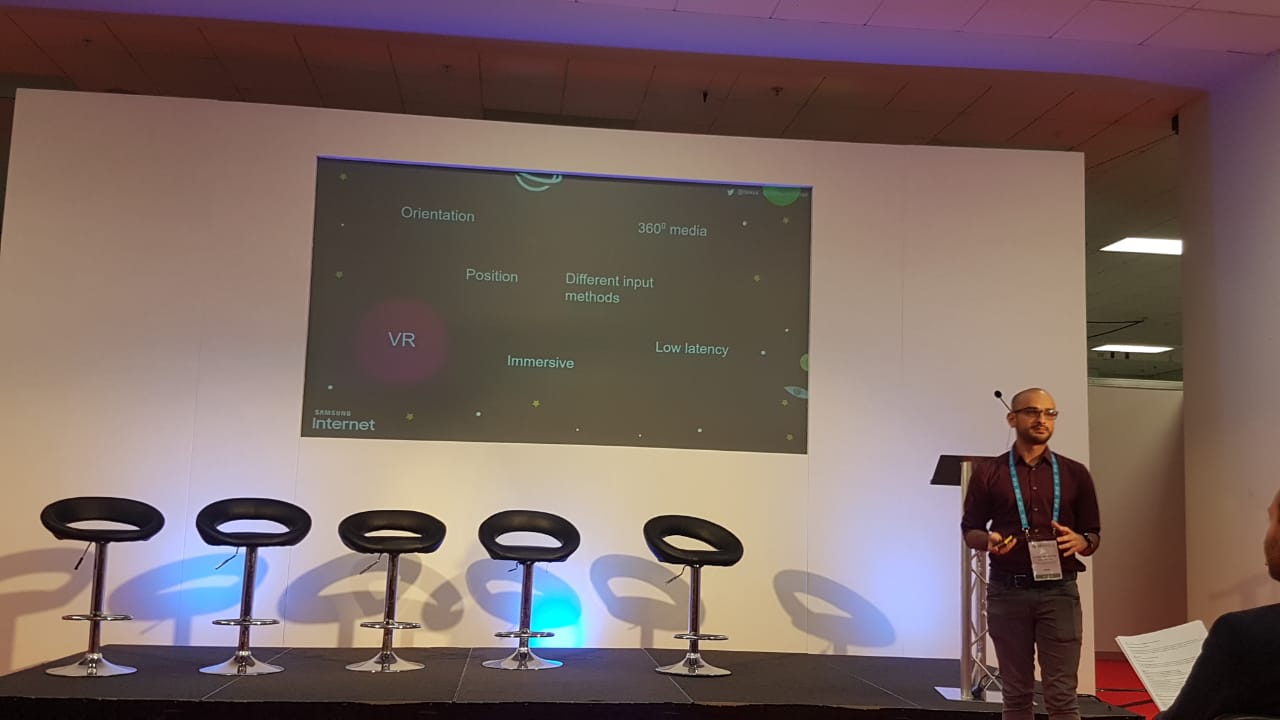 Orientation
360⁰ media
Position
Different input
methods
VR
Low latency
Immersive
SAMSUNG
Internet